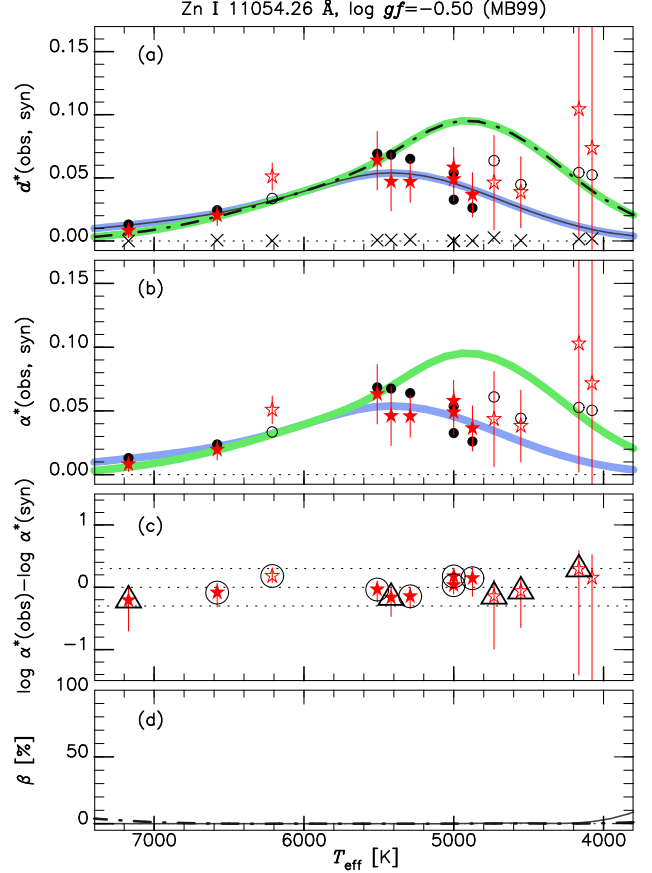 Zn I 11054.26 Å, log gf=−0.50 (MB99)
(a)
d*(obs, syn)
0.15
0.10
0.05
0.00
(b)
α*(obs, syn)
0.15
0.10
0.05
0.00
(c)
log α*(obs)−log α*(syn)
1
0
−1
(d)
β [%]
100
50
0
7000 6000 5000 4000
Teff [K]